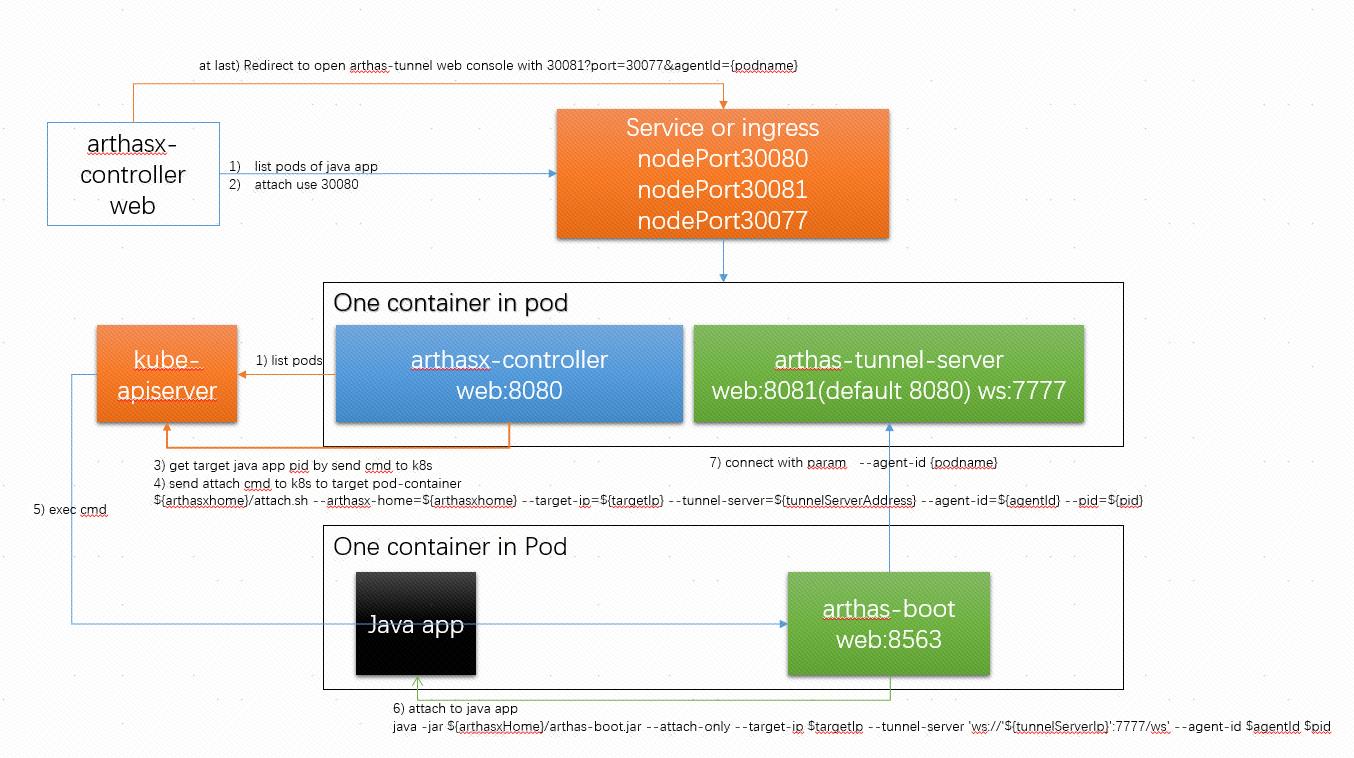 at last) Redirect to open arthas-tunnel web console with 30081?port=30077&agentId={podname}
arthasx-
controller
web
1) list pods of java app
2) attach use 30080
Service or ingress
nodePort30080
nodePort30081
nodePort30077
One container in pod
kube-
apiserver
1) list pods
arthasx-controller
web:8080
arthas-tunnel-server
web:8081(default 8080) ws:7777
3) get target java app pid by send cmd to k8s
4) send attach cmd to k8s to target pod-container
${arthasxhome}/attach.sh --arthasx-home=${arthasxhome} --target-ip=${targetIp} --tunnel-server=${tunnelServerAddress} --agent-id=${agentId} --pid=${pid}
7) connect with param --agent-id {podname}
5) exec cmd
One container in Pod
Java app
arthas-boot
web:8563
6) attach to java app
java -jar ${arthasxHome}/arthas-boot.jar --attach-only --target-ip $targetIp --tunnel-server 'ws://'${tunnelServerIp}':7777/ws' --agent-id $agentId $pid